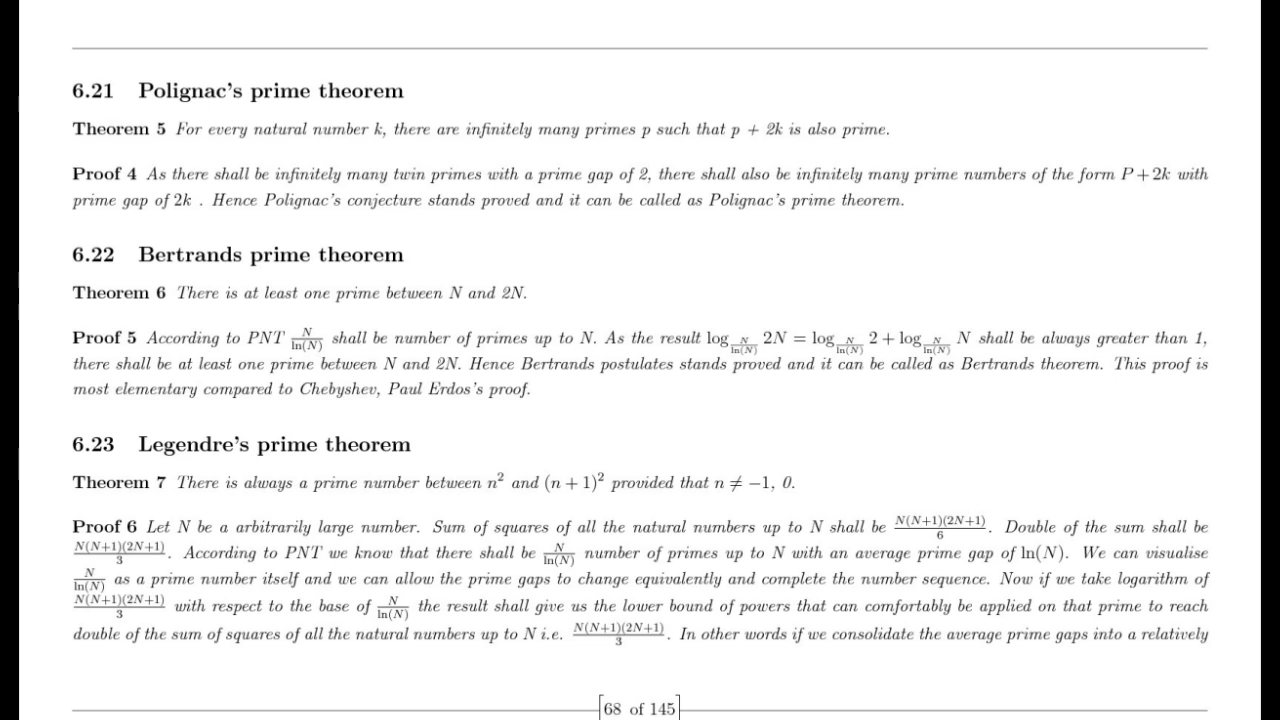 6.21 Polignac's prime theorem
Theorem 5 For every natural number k, there are infinitely many primes p such that p + 2k is also prime.
Proof 4 As there shall be infinitely many twin primes with a prime gap of 2, there shall also be infinitely many prime numbers of the form P + 2k with
prime gap of 2k . Hence Polignac's conjecture stands proved and it can be called as Polignac's prime theorem.
6.22 Bertrands prime theorem
Theorem 6 There is at least one prime between N and 2N.
Proof 5 According to PNT \frac{N}{\ln(N)} shall be number of primes up to N. As the result \log_{\frac{N}{\ln(N)}} 2N = \log_{\frac{N}{\ln(N)}} 2 + \log_{\frac{N}{\ln(N)}} N shall be always greater than 1,
there shall be at least one prime between N and 2N. Hence Bertrands postulates stands proved and it can be called as Bertrands theorem. This proof is
most elementary compared to Chebyshev, Paul Erdos's proof.
6.23 Legendre's prime theorem
Theorem 7 There is always a prime number between n² and (n + 1)² provided that n ≠ −1, 0.
Proof 6 Let N be a arbitrarily large number. Sum of squares of all the natural numbers up to N shall be \frac{N(N+1)(2N+1)}{6}. Double of the sum shall be
\frac{N(N+1)(2N+1)}{3}. According to PNT we know that there shall be \frac{N}{\ln(N)} number of primes up to N with an average prime gap of ln(N). We can visualise
\frac{N}{\ln(N)} as a prime number itself and we can allow the prime gaps to change equivalently and complete the number sequence. Now if we take logarithm of
\frac{N(N+1)(2N+1)}{3} with respect to the base of \frac{N}{\ln(N)} the result shall give us the lower bound of powers that can comfortably be applied on that prime to reach
double of the sum of squares of all the natural numbers up to N i.e. \frac{N(N+1)(2N+1)}{3}. In other words if we consolidate the average prime gaps into a relatively
68 of 145